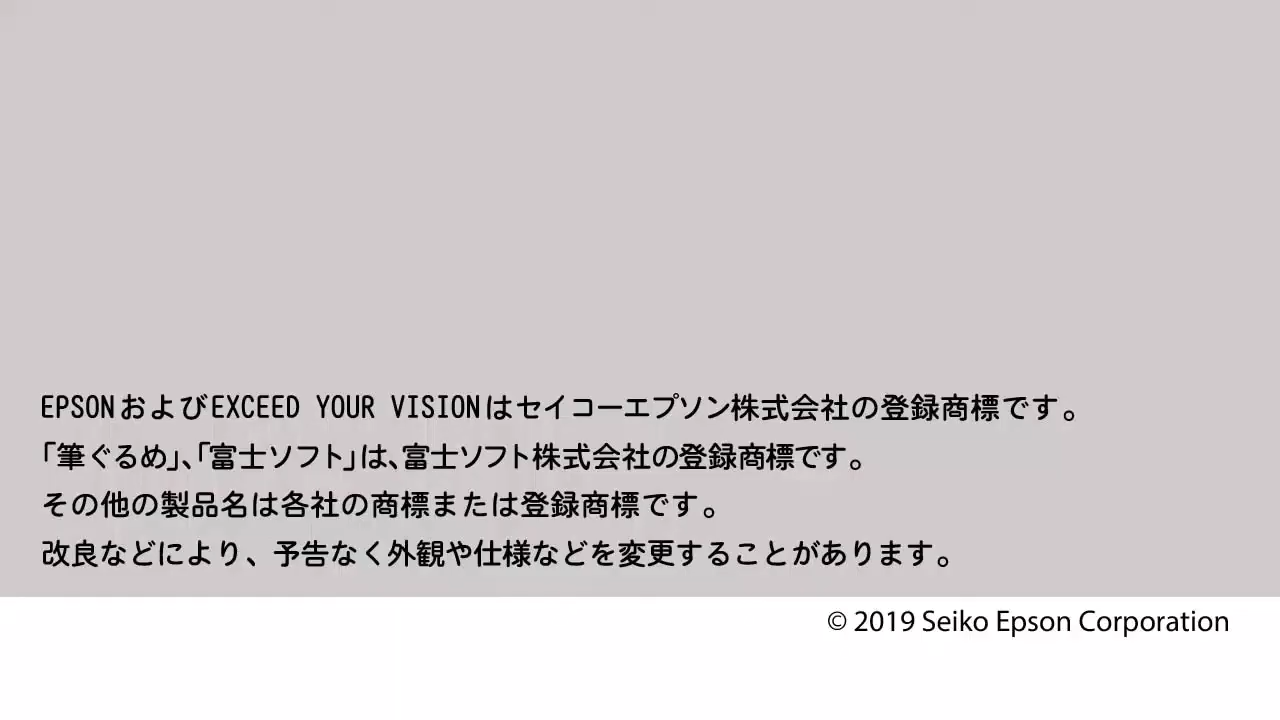 EPSONおよびEXCEED YOUR VISIONはセイコーエプソン株式会社の登録商標です。
「筆ぐるめ」、「富士ソフト」は、富士ソフト株式会社の登録商標です。
その他の製品名は各社の商標または登録商標です。
改良などにより、予告なく外観や仕様などを変更することがあります。
© 2019 Seiko Epson Corporation